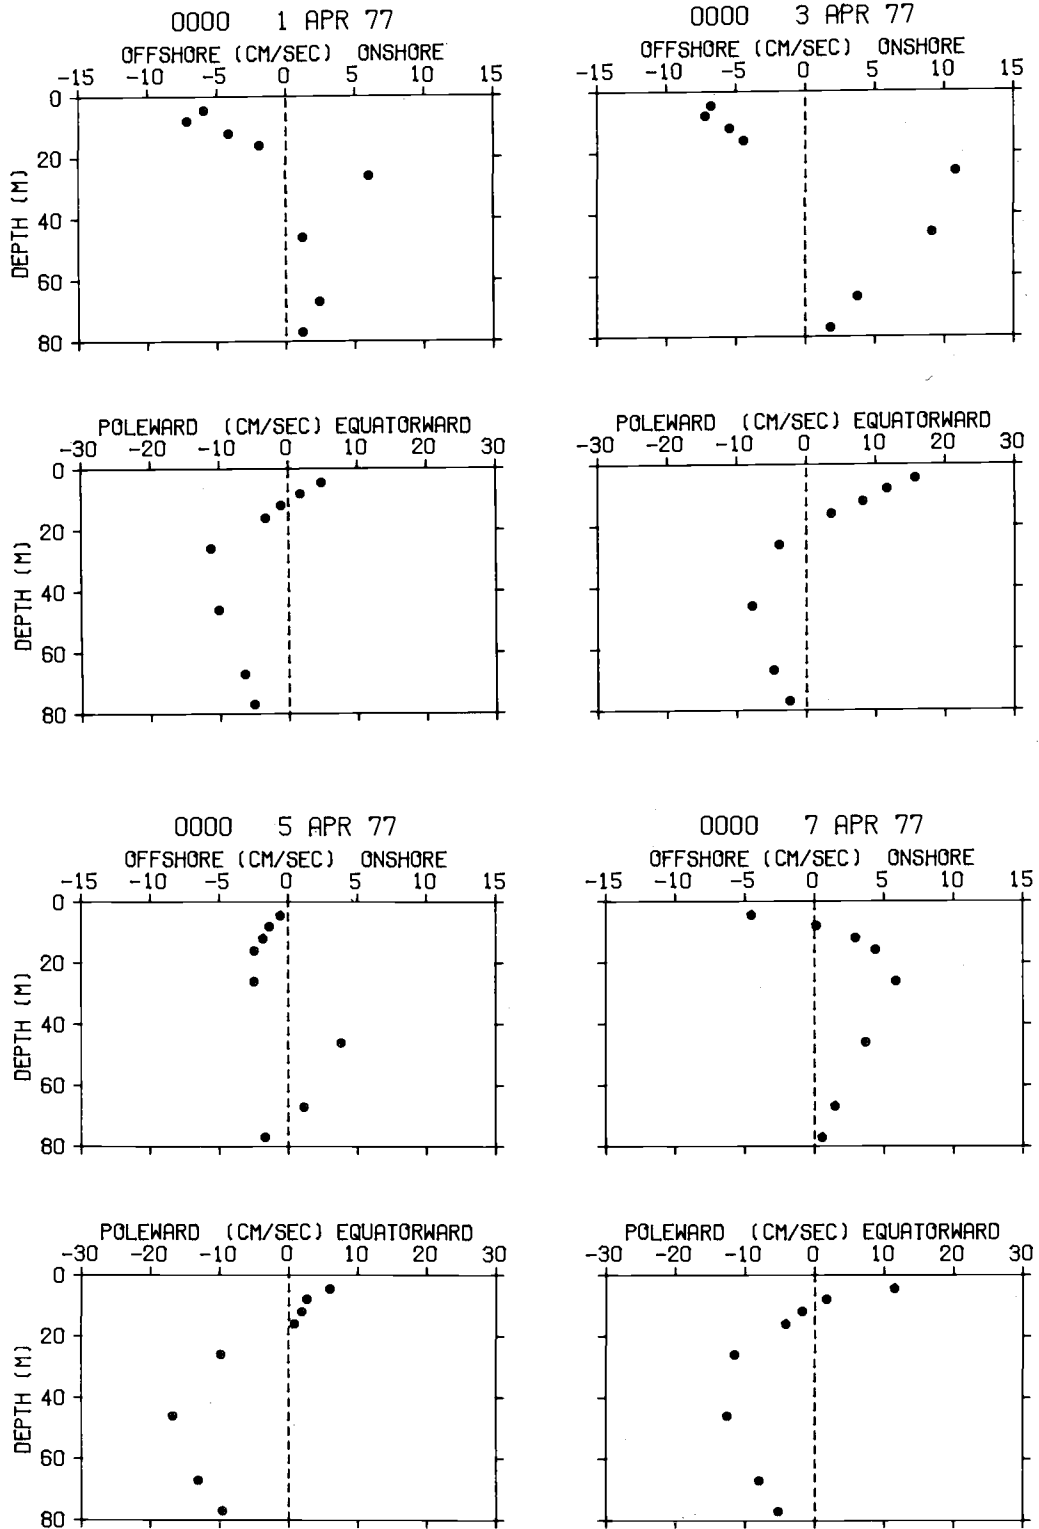 0000 1 APR 77
OFFSHORE (CM/SEC) ONSHORE
-15 -10 -5 0 5 10 15
0
20
40
60
80
DEPTH (M)
POLEWARD (CM/SEC) EQUATORWARD
-30 -20 -10 0 10 20 30
0
20
40
60
80
DEPTH (M)
0000 3 APR 77
OFFSHORE (CM/SEC) ONSHORE
-15 -10 -5 0 5 10 15
POLEWARD (CM/SEC) EQUATORWARD
-30 -20 -10 0 10 20 30
0000 5 APR 77
OFFSHORE (CM/SEC) ONSHORE
-15 -10 -5 0 5 10 15
0
20
40
60
80
DEPTH (M)
POLEWARD (CM/SEC) EQUATORWARD
-30 -20 -10 0 10 20 30
0
20
40
60
80
DEPTH (M)
0000 7 APR 77
OFFSHORE (CM/SEC) ONSHORE
-15 -10 -5 0 5 10 15
POLEWARD (CM/SEC) EQUATORWARD
-30 -20 -10 0 10 20 30